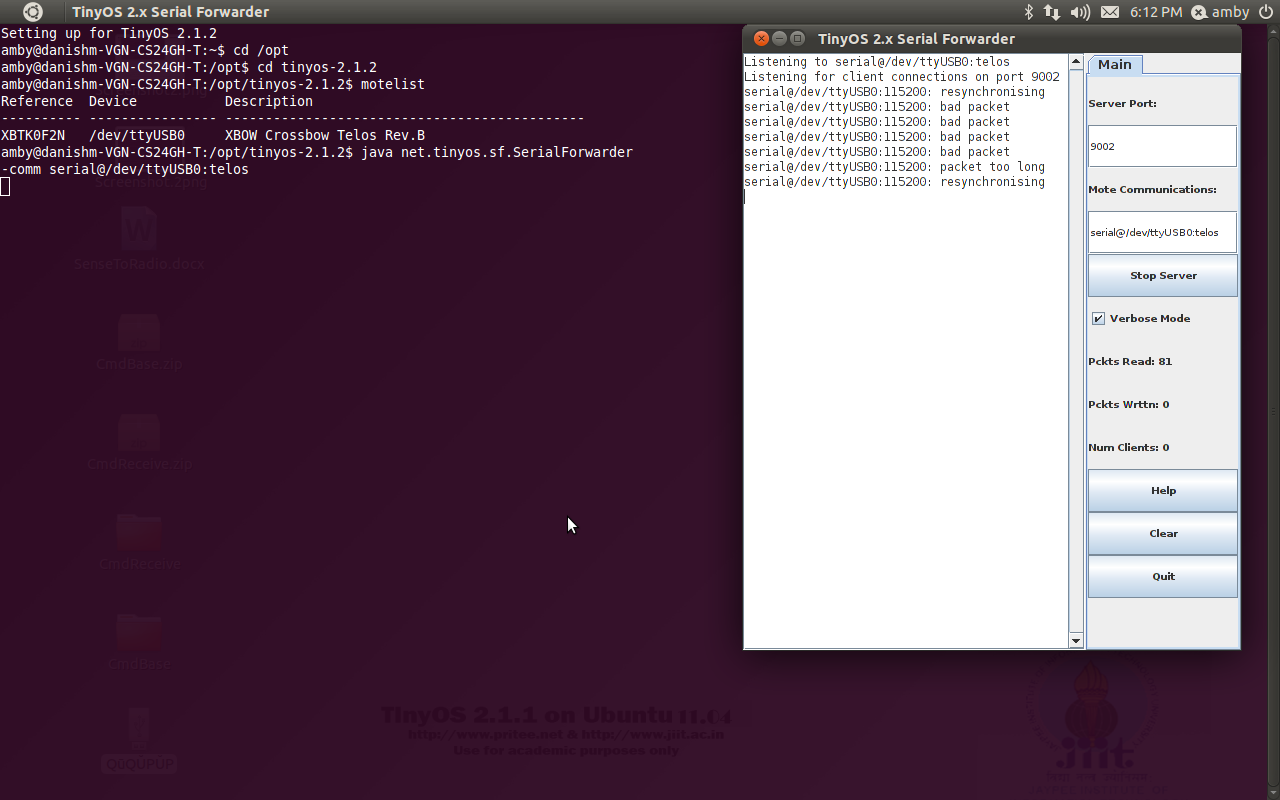 TinyOS 2.x Serial Forwarder
6:12 PM
amby
Setting up for TinyOS 2.1.2
amby@danishm-VGN-CS24GH-T:~$ cd /opt
amby@danishm-VGN-CS24GH-T:/opt$ cd tinyos-2.1.2
amby@danishm-VGN-CS24GH-T:/opt/tinyos-2.1.2$ motelist
Reference  Device          Description
---------- --------------- ---------------------------------------------
XBTK0F2N   /dev/ttyUSB0    XBOW Crossbow Telos Rev.B
amby@danishm-VGN-CS24GH-T:/opt/tinyos-2.1.2$ java net.tinyos.sf.SerialForwarder
-comm serial@/dev/ttyUSB0:telos
SenseToRadio.docx
CmdBase.zip
CmdReceive.zip
CmdReceive
CmdBase
QUQUPUP
TinyOS 2.1.1 on Ubuntu 11.04
http://www.pritee.net & http://www.jiit.ac.in
Use for academic purposes only
jiit
TinyOS 2.x Serial Forwarder
Listening to serial@/dev/ttyUSB0:telos
Listening for client connections on port 9002
serial@/dev/ttyUSB0:115200: resynchronising
serial@/dev/ttyUSB0:115200: bad packet
serial@/dev/ttyUSB0:115200: bad packet
serial@/dev/ttyUSB0:115200: bad packet
serial@/dev/ttyUSB0:115200: bad packet
serial@/dev/ttyUSB0:115200: packet too long
serial@/dev/ttyUSB0:115200: resynchronising
Main
Server Port:
9002
Mote Communications:
serial@/dev/ttyUSB0:telos
Stop Server
Verbose Mode
Pckts Read: 81
Pckts Wrttn: 0
Num Clients: 0
Help
Clear
Quit